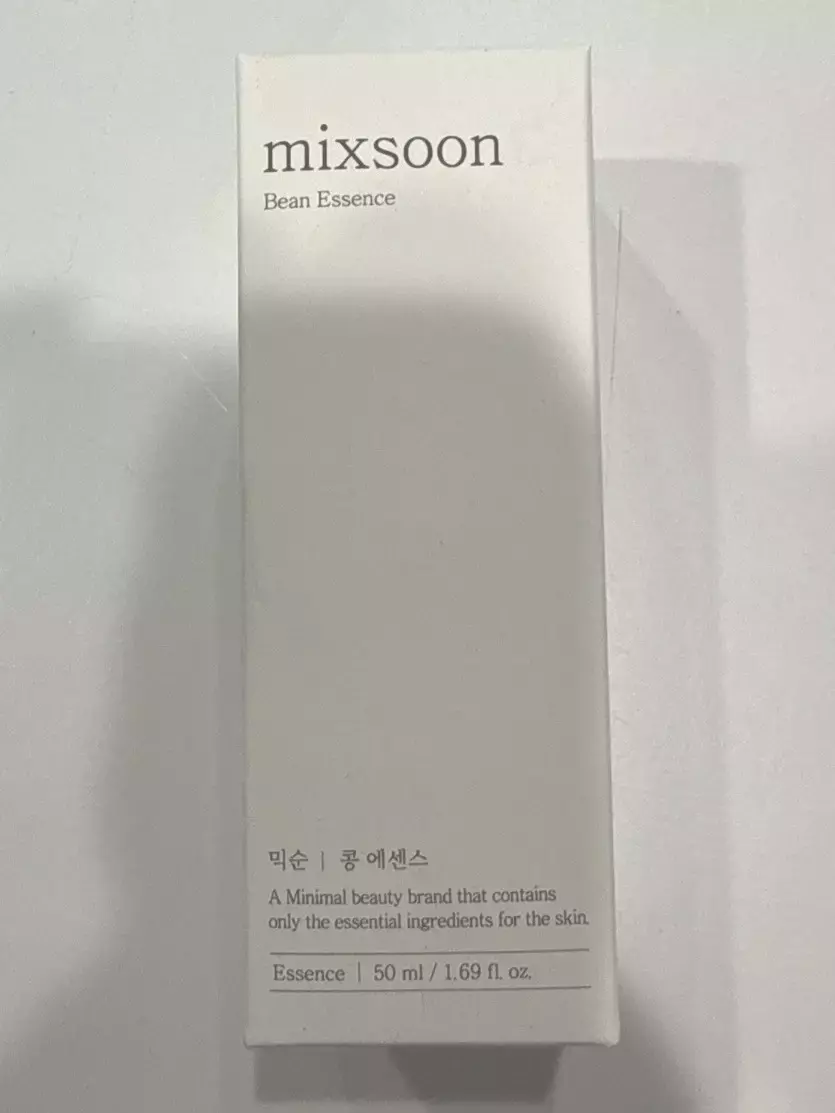 mixsoon
Bean Essence
믹순 | 콩 에센스
A Minimal beauty brand that contains
only the essential ingredients for the skin.
Essence | 50 ml / 1.69 fl. oz.